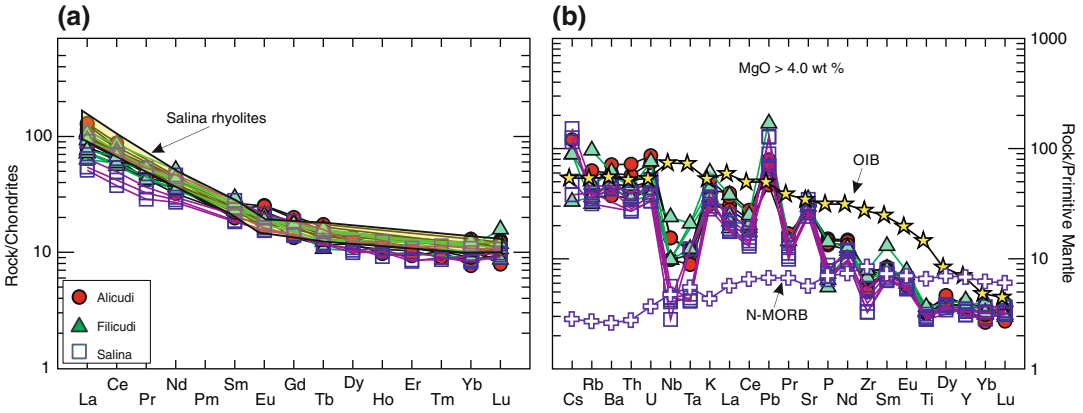 (a)
Rock/Chondrites
100
10
1
Salina rhyolites
Alicudi
Filicudi
Salina
Ce Nd Sm Gd Dy Er Yb
La Pr Pm Eu Tb Ho Tm Lu
(b)
MgO > 4.0 wt %
OIB
N-MORB
1000
100
10
1
Rock/Primitive Mantle
Rb Th Nb K Ce Pr P Zr Eu Dy Yb
Cs Ba U Ta La Pb Sr Nd Sm Ti Y Lu